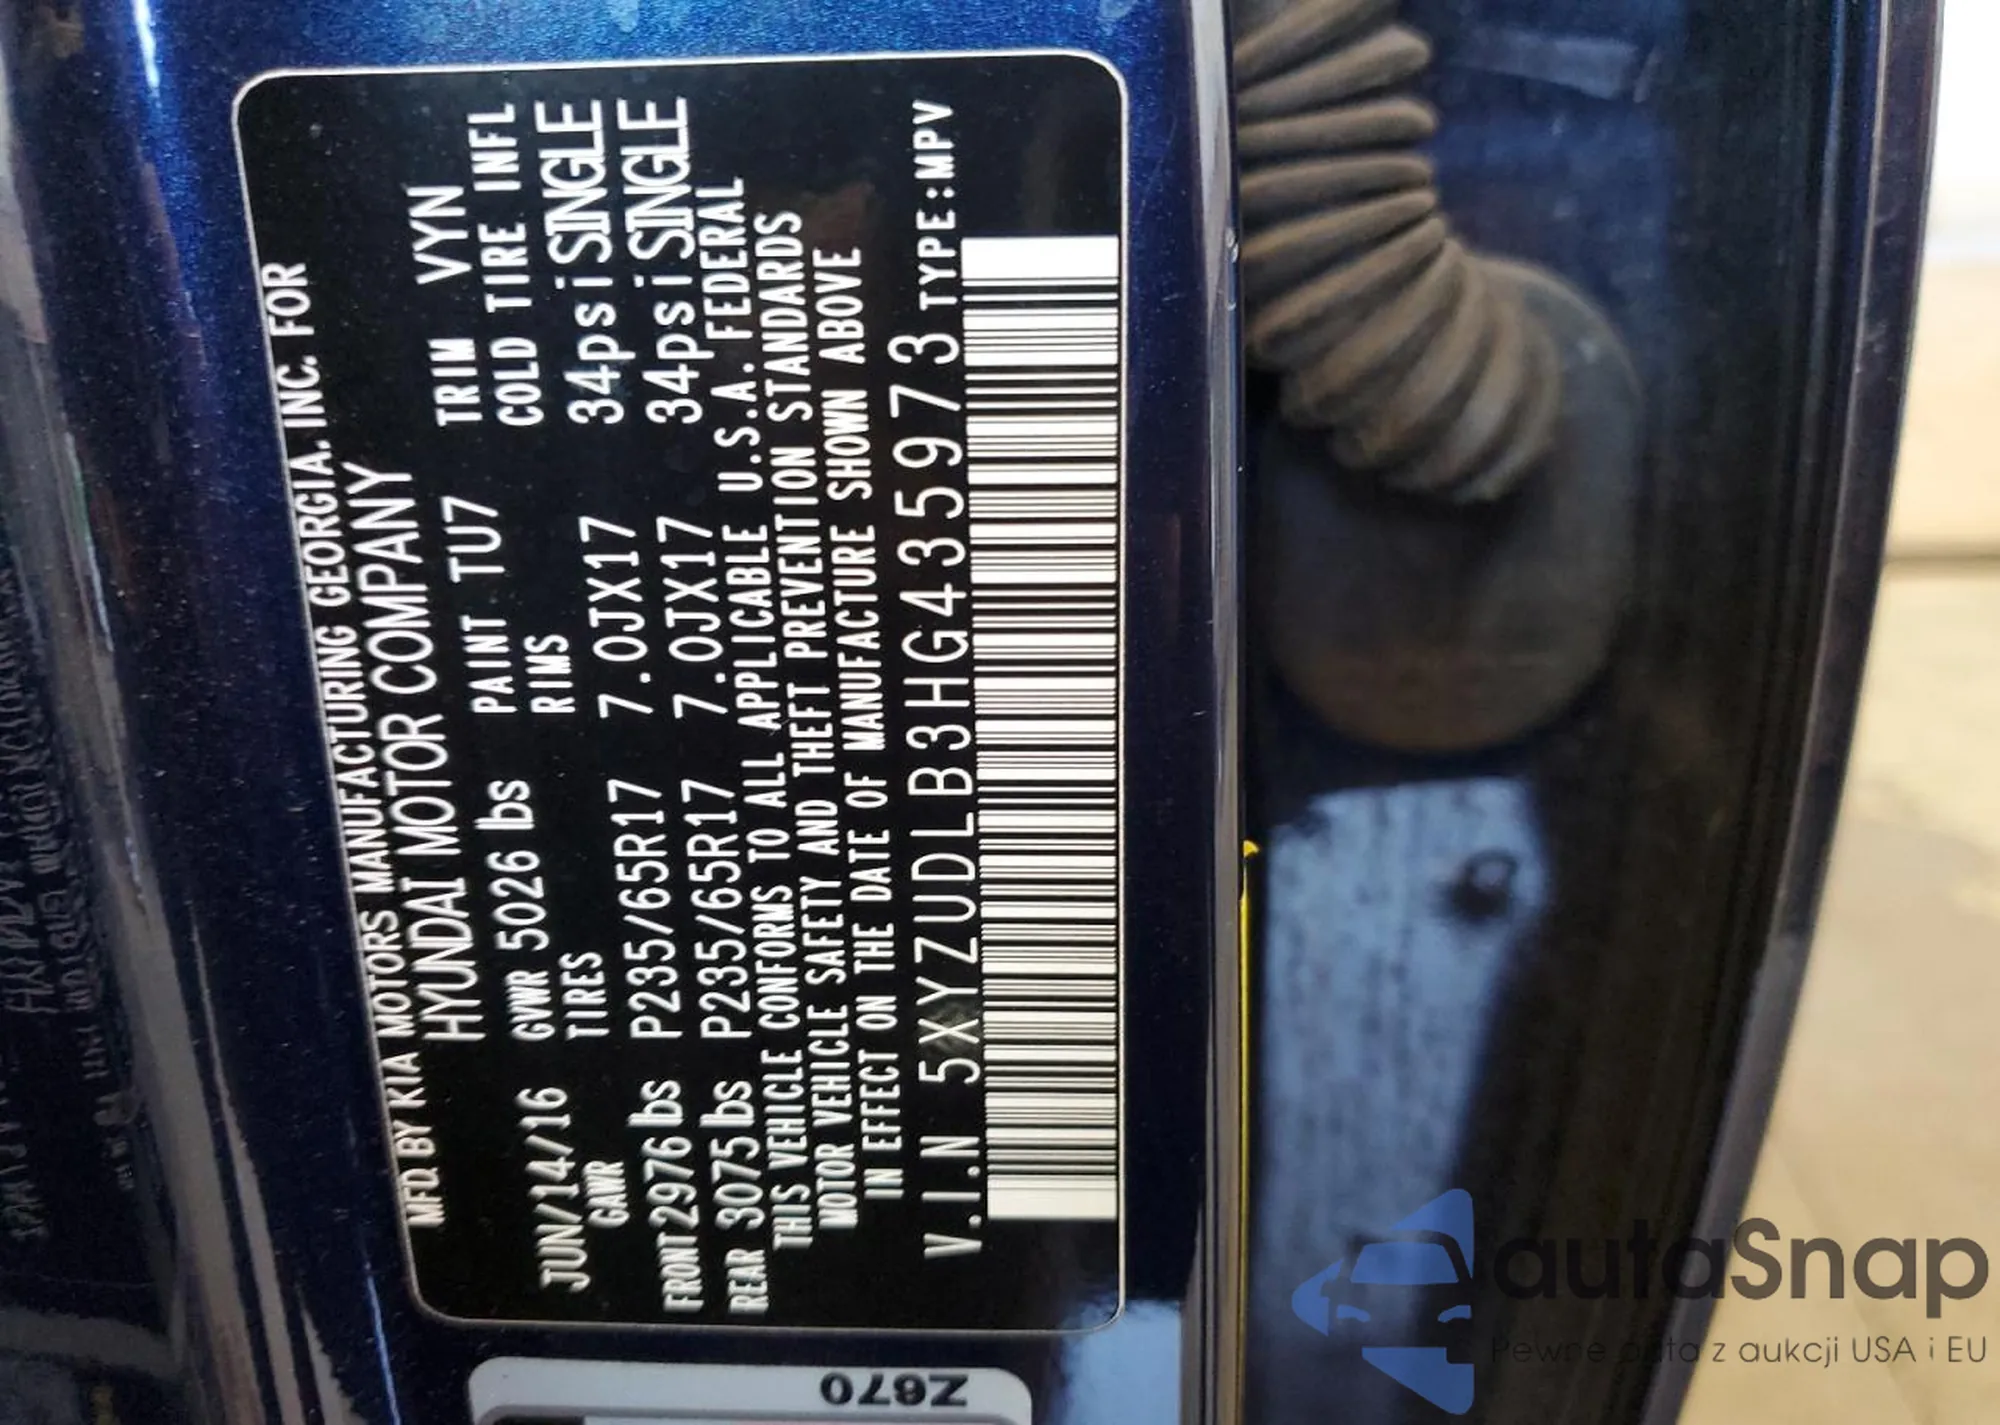 MFD BY KIA MOTORS MANUFACTURING GEORGIA. INC. FOR
HYUNDAI MOTOR COMPANY
JUN/14/16 GVWR 5026 lbs PAINT TU7 TRIM VYN
GAWR TIRES RIMS COLD TIRE INFL
FRONT 2976 lbs P235/65R17 7.0JX17 34psi SINGLE
REAR 3075 lbs P235/65R17 7.0JX17 34psi SINGLE
THIS VEHICLE CONFORMS TO ALL APPLICABLE U.S.A. FEDERAL
MOTOR VEHICLE SAFETY AND THEFT PREVENTION STANDARDS
IN EFFECT ON THE DATE OF MANUFACTURE SHOWN ABOVE
V.I.N 5XYZUDLB3HG435973 TYPE:MPV
Z670
autaSnap
Pewne auta z aukcji USA i EU